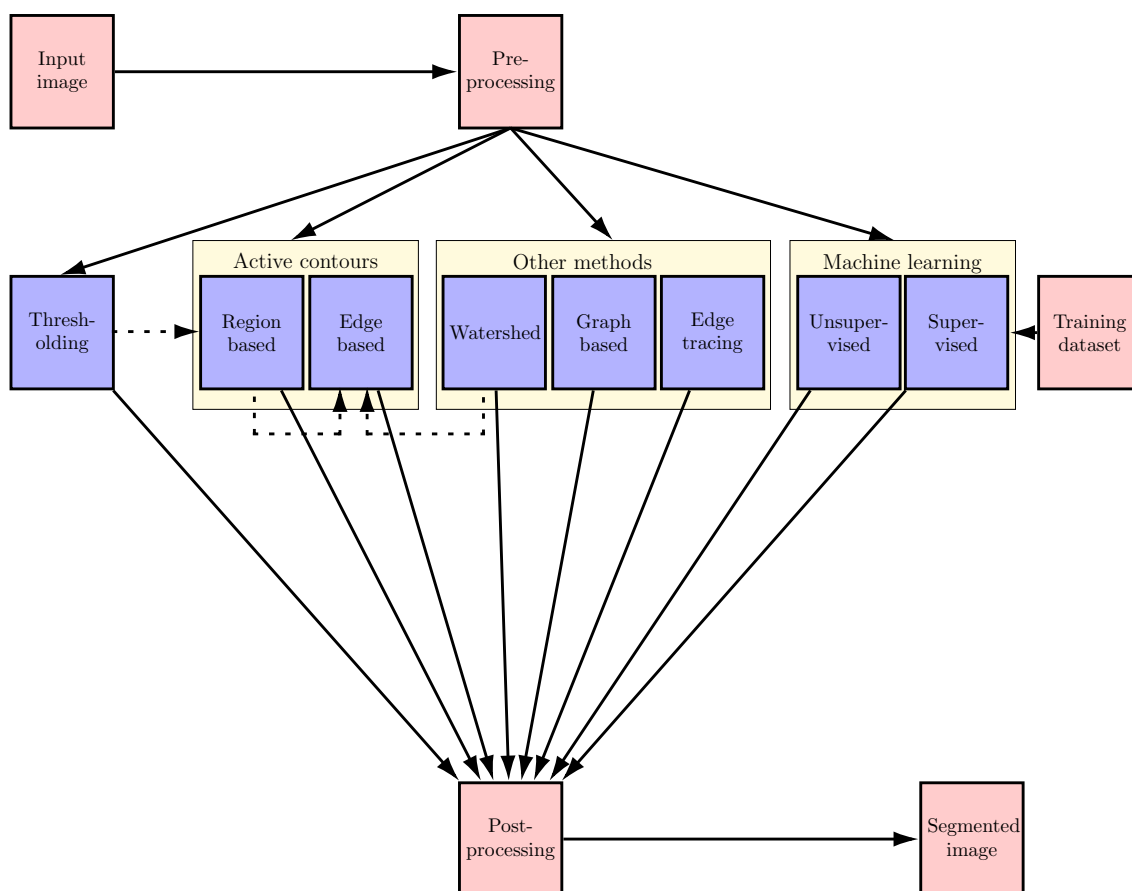 Input
image
Pre-
processing
Active contours
Other methods
Machine learning
Thresh-
olding
Region
based
Edge
based
Watershed
Graph
based
Edge
tracing
Unsuper-
vised
Super-
vised
Training
dataset
Post-
processing
Segmented
image